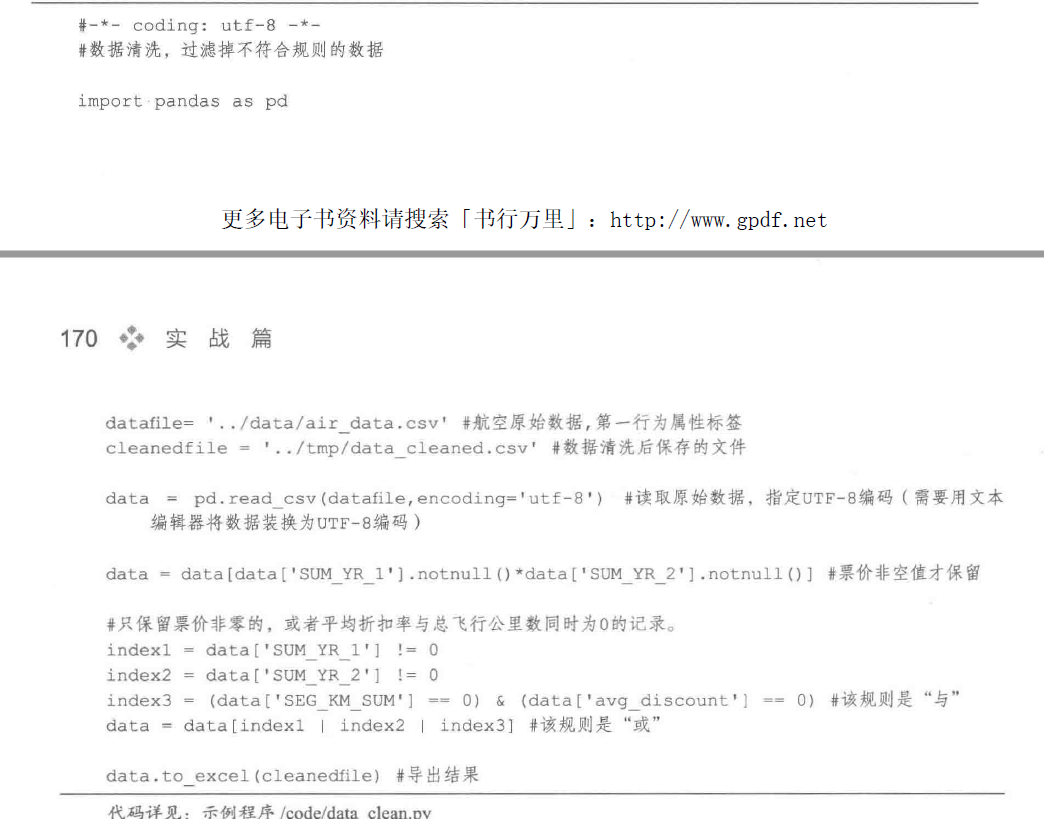 #-*- coding: utf-8 -*-
#数据清洗，过滤掉不符合规则的数据
import pandas as pd
更多电子书资料请搜索「书行万里」：http://www.gpdf.net
170 实 战 篇
datafile= '../data/air_data.csv' #航空原始数据,第一行为属性标签
cleanedfile = '../tmp/data_cleaned.csv' #数据清洗后保存的文件
data = pd.read_csv(datafile,encoding='utf-8') #读取原始数据，指定UTF-8编码（需要用文本
编辑器将数据装换为UTF-8编码）
data = data[data['SUM_YR_1'].notnull()*data['SUM_YR_2'].notnull()] #票价非空值才保留
#只保留票价非零的，或者平均折扣率与总飞行公里数同时为0的记录。
index1 = data['SUM_YR_1'] != 0
index2 = data['SUM_YR_2'] != 0
index3 = (data['SEG_KM_SUM'] == 0) & (data['avg_discount'] == 0) #该规则是“与”
data = data[index1 | index2 | index3] #该规则是“或”
data.to_excel(cleanedfile) #导出结果
代码详见：示例程序 /code/data_clean.py